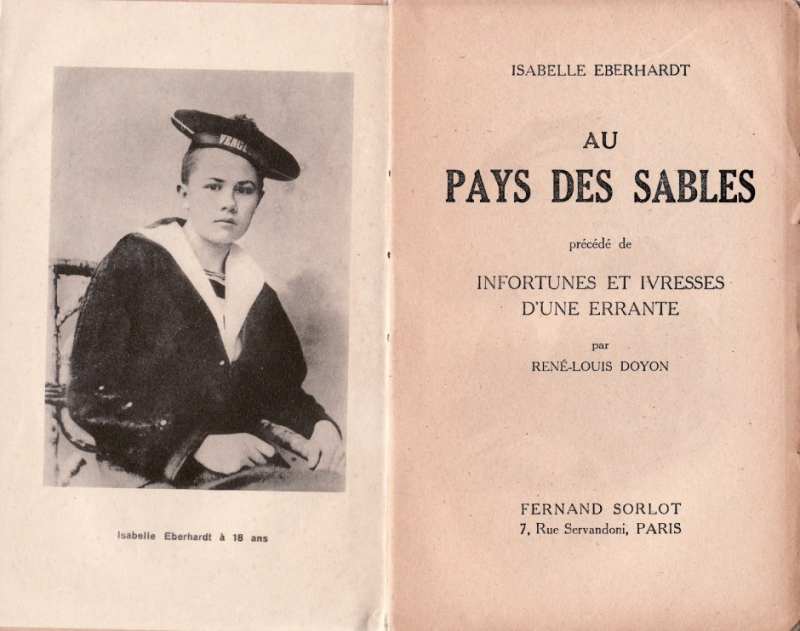 VENGE
Isabelle Eberhardt à 18 ans
ISABELLE EBERHARDT
AU
PAYS DES SABLES
précédé de
INFORTUNES ET IVRESSES
D'UNE ERRANTE
par
RENÉ-LOUIS DOYON
FERNAND SORLOT
7, Rue Servandoni, PARIS